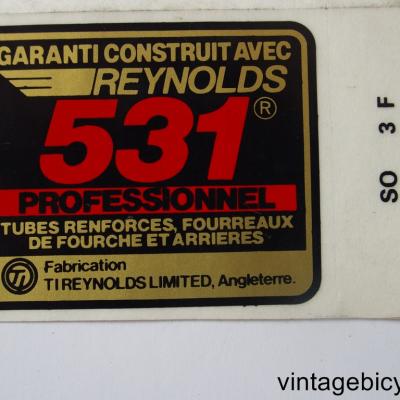 GARANTI CONSTRUIT AVEC
REYNOLDS
531®
PROFESSIONNEL
TUBES RENFORCES, FOURREAUX
DE FOURCHE ET ARRIERES
TI Fabrication
TI REYNOLDS LIMITED, Angleterre.
SO 3 F
vintagebicy